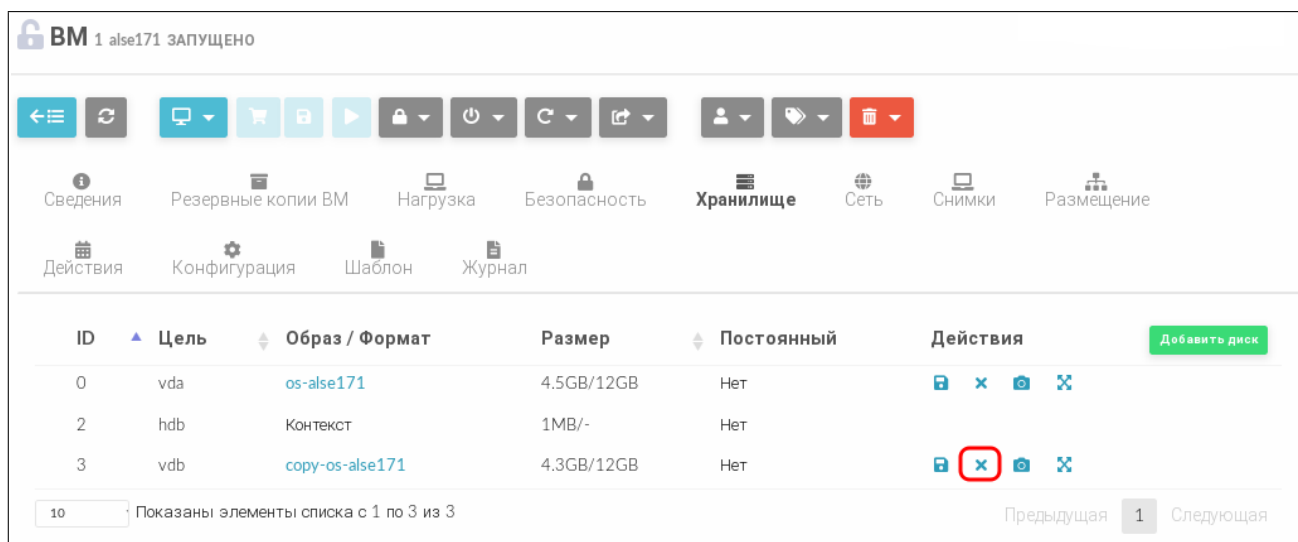 ВМ 1 alse171 ЗАПУЩЕНО
Сведения Резервные копии ВМ Нагрузка Безопасность Хранилище Сеть Снимки Размещение
Действия Конфигурация Шаблон Журнал
ID Цель Образ / Формат Размер Постоянный Действия Добавить диск
0 vda os-alse171 4.5GB/12GB Нет
2 hdb Контекст 1MB/- Нет
3 vdb copy-os-alse171 4.3GB/12GB Нет
10 Показаны элементы списка с 1 по 3 из 3 Предыдущая 1 Следующая